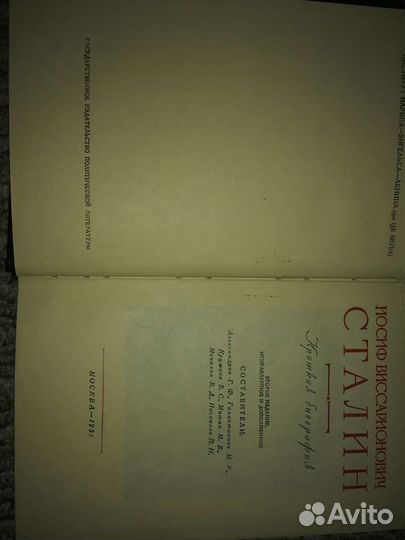 ИНСТИТУТ МАРКСА—ЭНГЕЛЬСА—ЛЕНИНА при ЦК ВКП(б)
ГОСУДАРСТВЕННОЕ ИЗДАТЕЛЬСТВО ПОЛИТИЧЕСКОЙ ЛИТЕРАТУРЫ
ИОСИФ ВИССАРИОНОВИЧ
СТАЛИН
Краткая биография
ВТОРОЕ ИЗДАНИЕ,
ИСПРАВЛЕННОЕ И ДОПОЛНЕННОЕ
СОСТАВИТЕЛИ:
Александров Г. Ф., Галактионов М. Р.,
Кружков В. С., Митин М. Б.,
Мочалов В. Д., Поспелов П. Н.
МОСКВА—1951
Avito